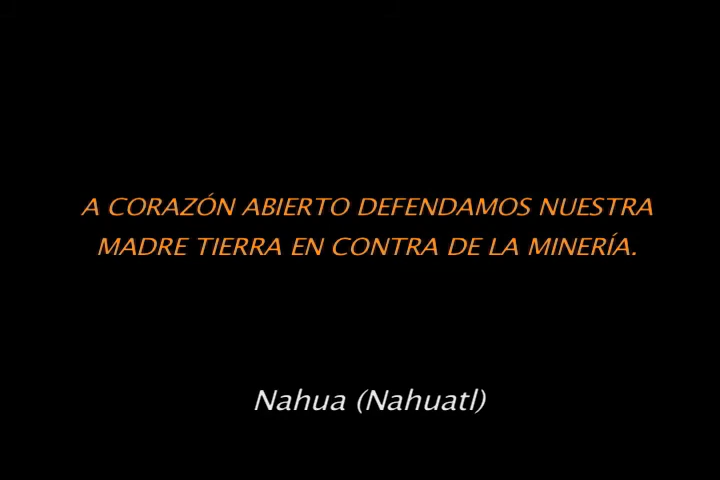 A CORAZÓN ABIERTO DEFENDAMOS NUESTRA
MADRE TIERRA EN CONTRA DE LA MINERÍA.
Nahua (Nahuatl)